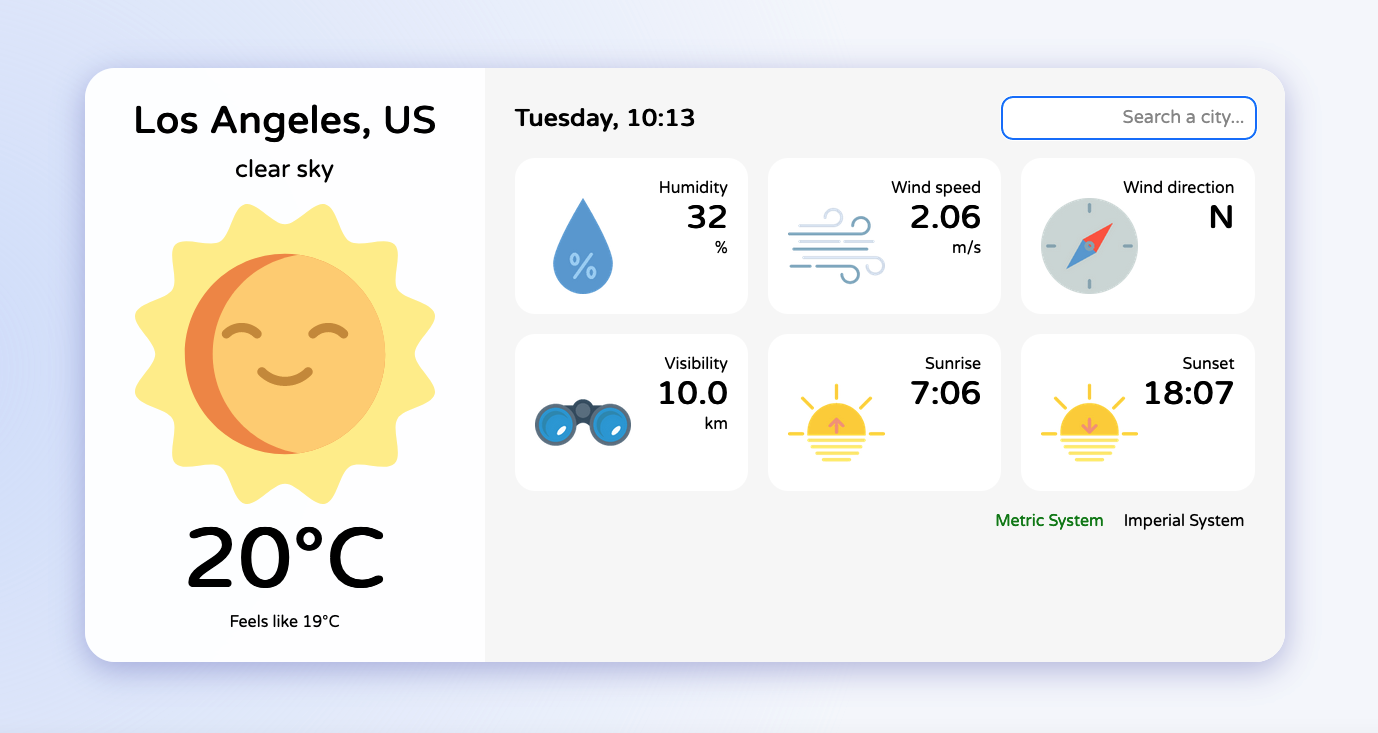 Los Angeles, US
clear sky
20°C
Feels like 19°C
Tuesday, 10:13
Search a city...
Humidity
32
%
%
Wind speed
2.06
m/s
Wind direction
N
Visibility
10.0
km
Sunrise
7:06
Sunset
18:07
Metric System
Imperial System